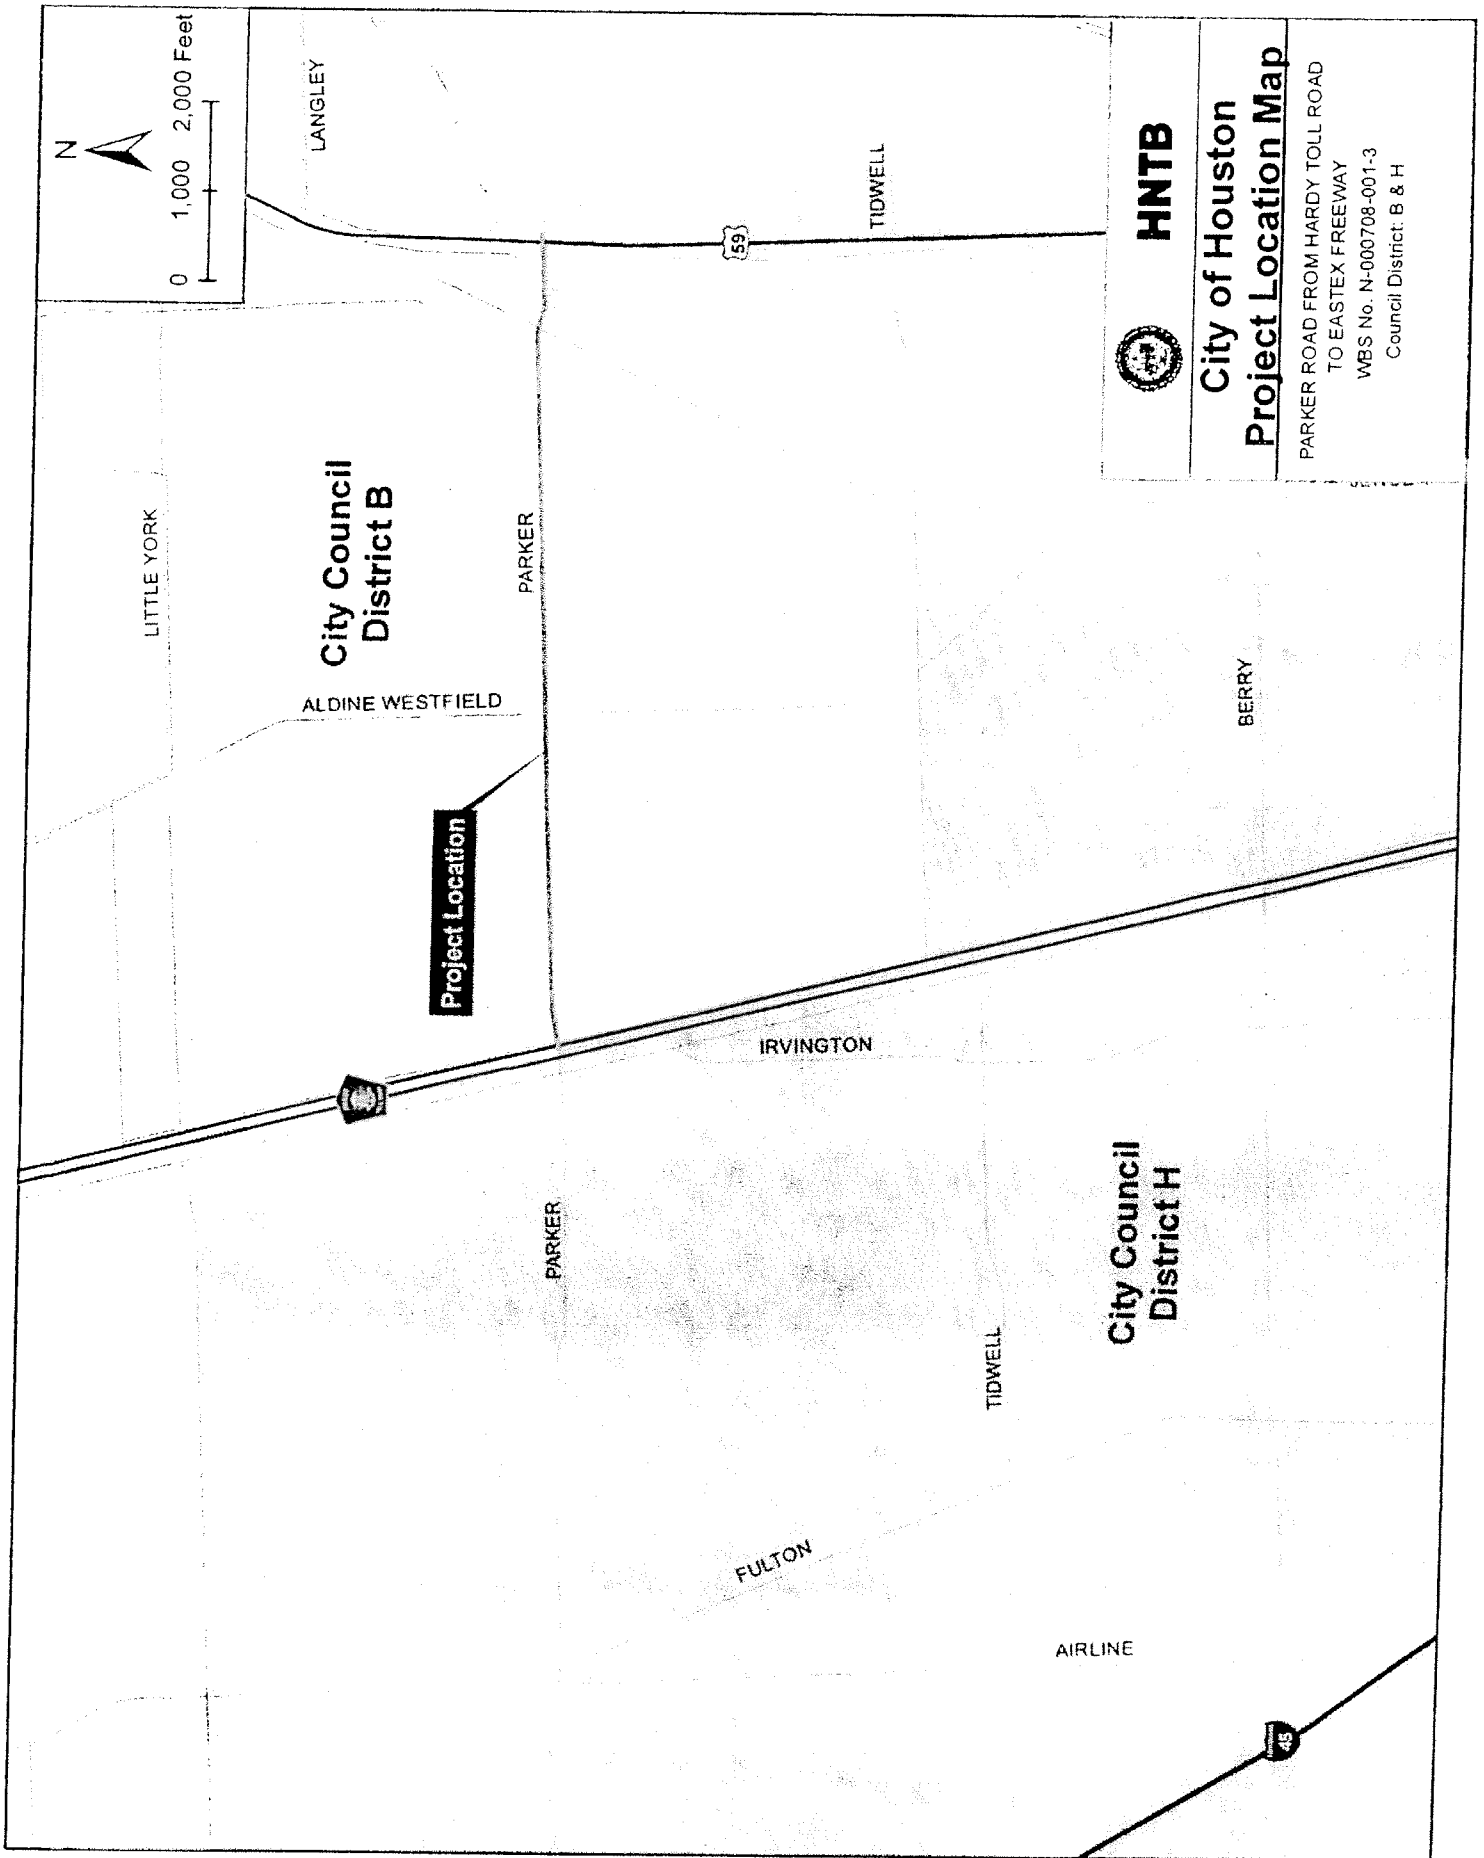 N
0 1,000 2,000 Feet
LANGLEY
LITTLE YORK
City Council
District B
ALDINE WESTFIELD
PARKER
Project Location
59
TIDWELL
IRVINGTON
BERRY
PARKER
TIDWELL
City Council
District H
FULTON
AIRLINE
45
HNTB
City of Houston
Project Location Map
PARKER ROAD FROM HARDY TOLL ROAD
TO EASTEX FREEWAY
WBS No. N-000708-001-3
Council District: B & H